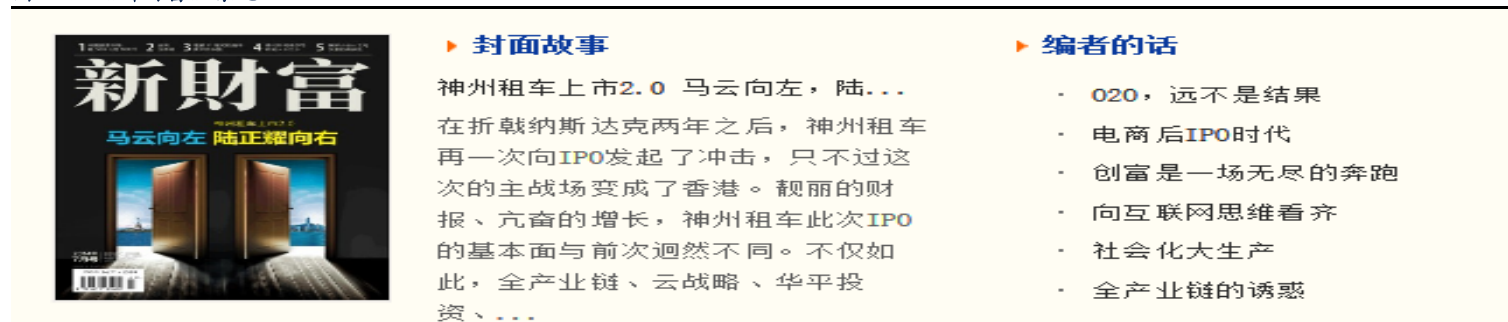 新財富
马云向左 陆正耀向右
封面故事
神州租车上市2.0 马云向左，陆...
在折戟纳斯达克两年之后，神州租车
再一次向IPO发起了冲击，只不过这
次的主战场变成了香港。靓丽的财
报、亢奋的增长，神州租车此次IPO
的基本面与前次迥然不同。不仅如
此，全产业链、云战略、华平投
资、...
编者的话
· O2O，远不是结果
· 电商后IPO时代
· 创富是一场无尽的奔跑
· 向互联网思维看齐
· 社会化大生产
· 全产业链的诱惑